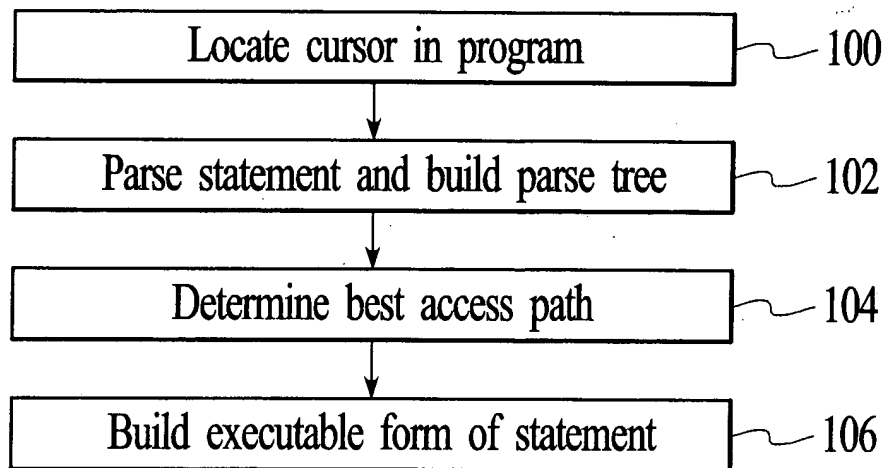 Locate cursor in program 100
Parse statement and build parse tree 102
Determine best access path 104
Build executable form of statement 106